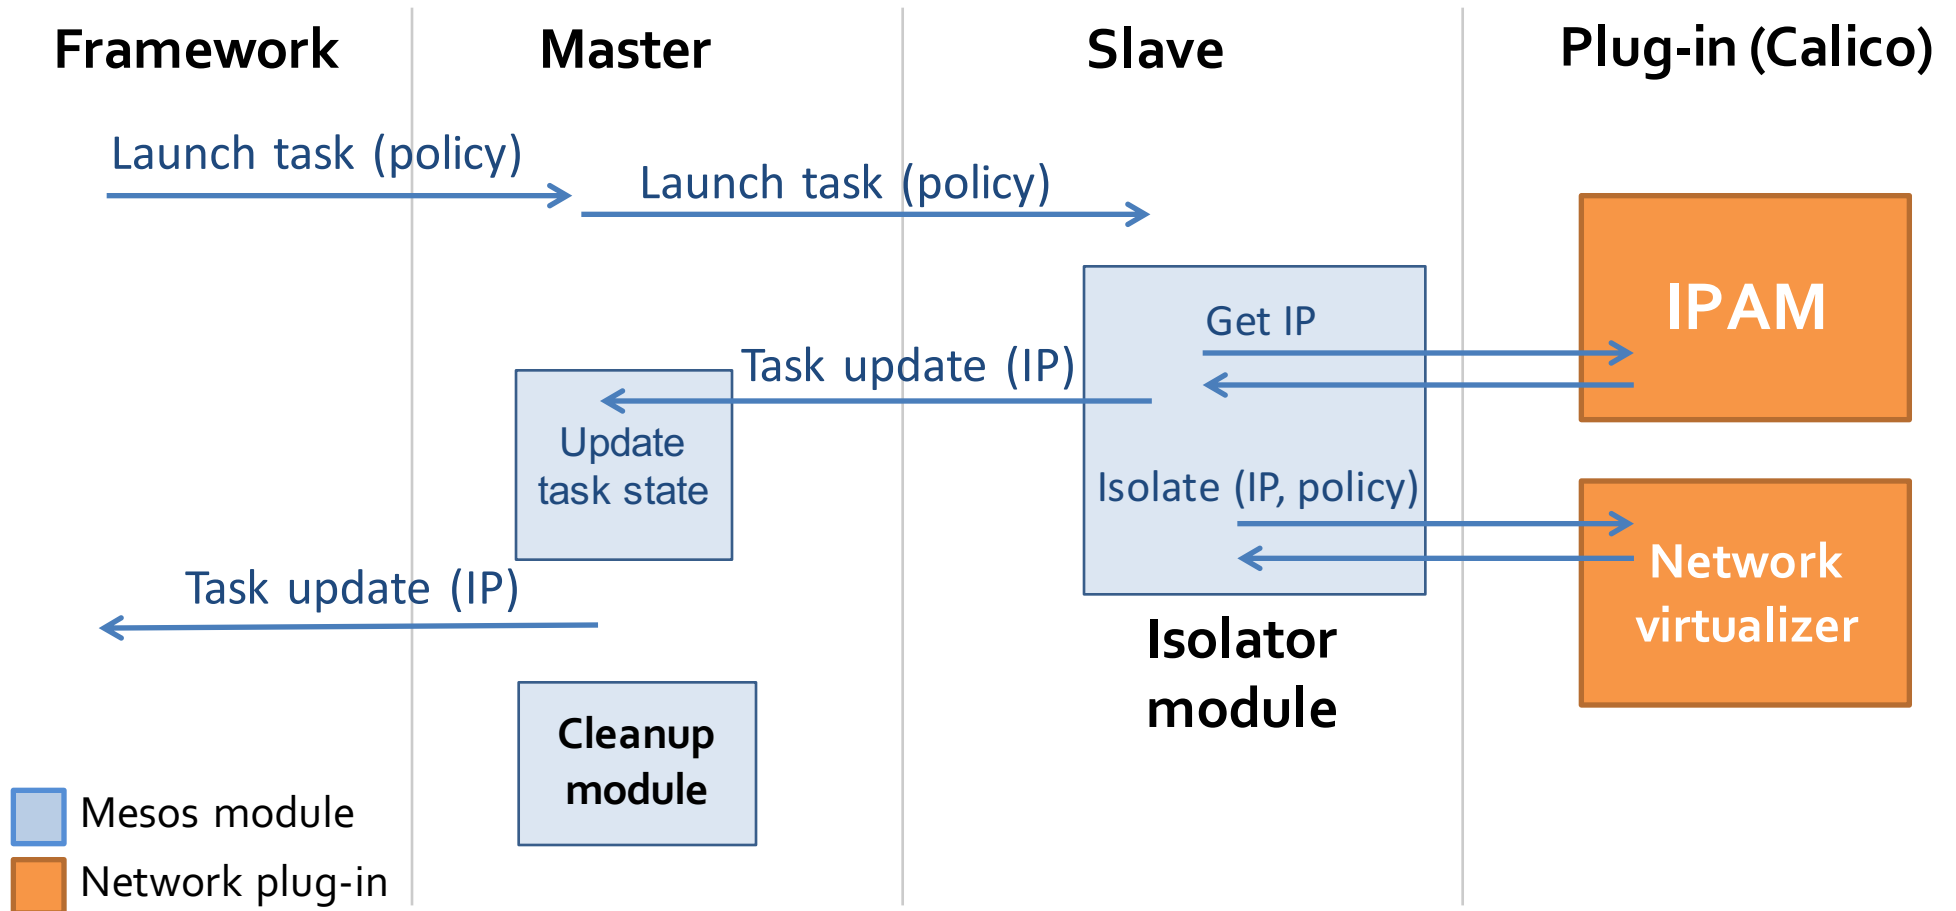 Framework
Master
Slave
Plug-in (Calico)
Launch task (policy)
Launch task (policy)
IPAM
Get IP
Task update (IP)
Update
task state
Isolate (IP, policy)
Network
virtualizer
Task update (IP)
Isolator
module
Cleanup
module
Mesos module
Network plug-in